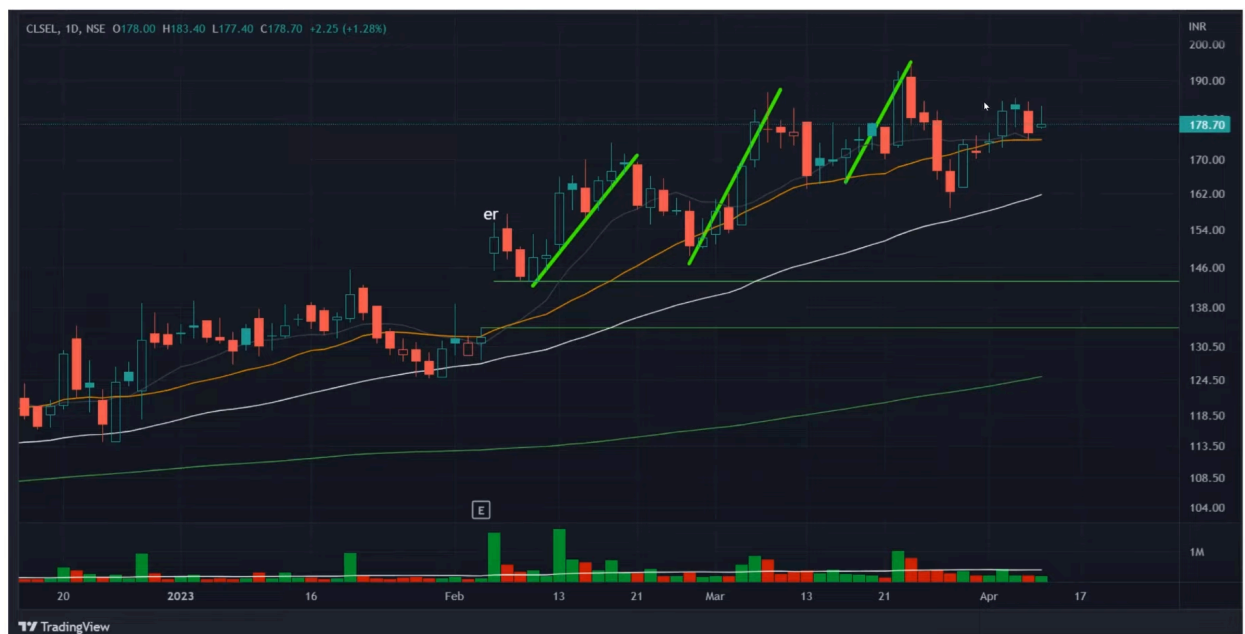 CLSEL, 1D, NSE O178.00 H183.40 L177.40 C178.70 +2.25 (+1.28%)
INR
200.00
190.00
178.70
170.00
162.00
er
154.00
146.00
138.00
130.50
124.50
118.50
113.50
108.50
E
104.00
1M
20 2023 16 Feb 13 21 Mar 13 21 Apr 17
TradingView